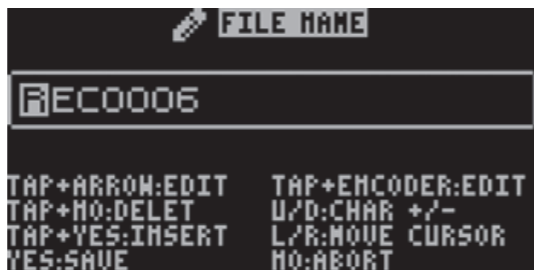 FILE NAME
REC0006
TAP+ARROW:EDIT TAP+ENCODER:EDIT
TAP+NO:DELET U/D:CHAR +/-
TAP+YES:INSERT L/R:MOVE CURSOR
YES:SAVE NO:ABORT